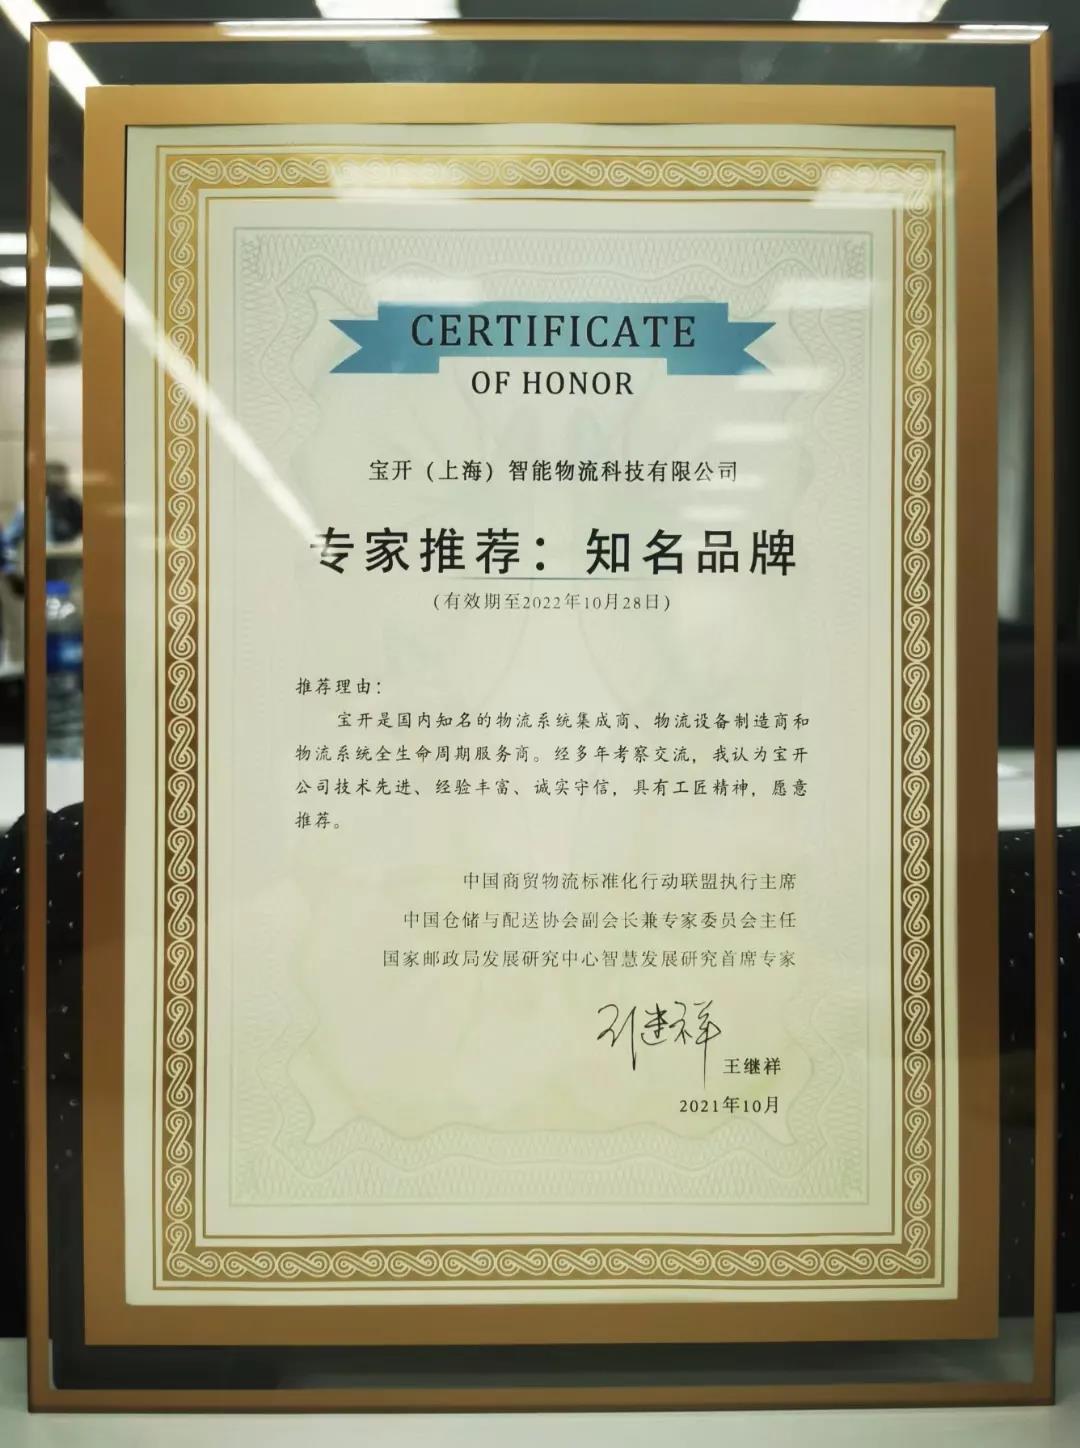 CERTIFICATE
OF HONOR
宝开（上海）智能物流科技有限公司
专家推荐：知名品牌
(有效期至2022年10月28日)
推荐理由：
宝开是国内知名的物流系统集成商、物流设备制造商和
物流系统全生命周期服务商。经多年考察交流，我认为宝开
公司技术先进、经验丰富、诚实守信，具有工匠精神，愿意
推荐。
中国商贸物流标准化行动联盟执行主席
中国仓储与配送协会副会长兼专家委员会主任
国家邮政局发展研究中心智慧发展研究首席专家
王继祥
王继祥
2021年10月